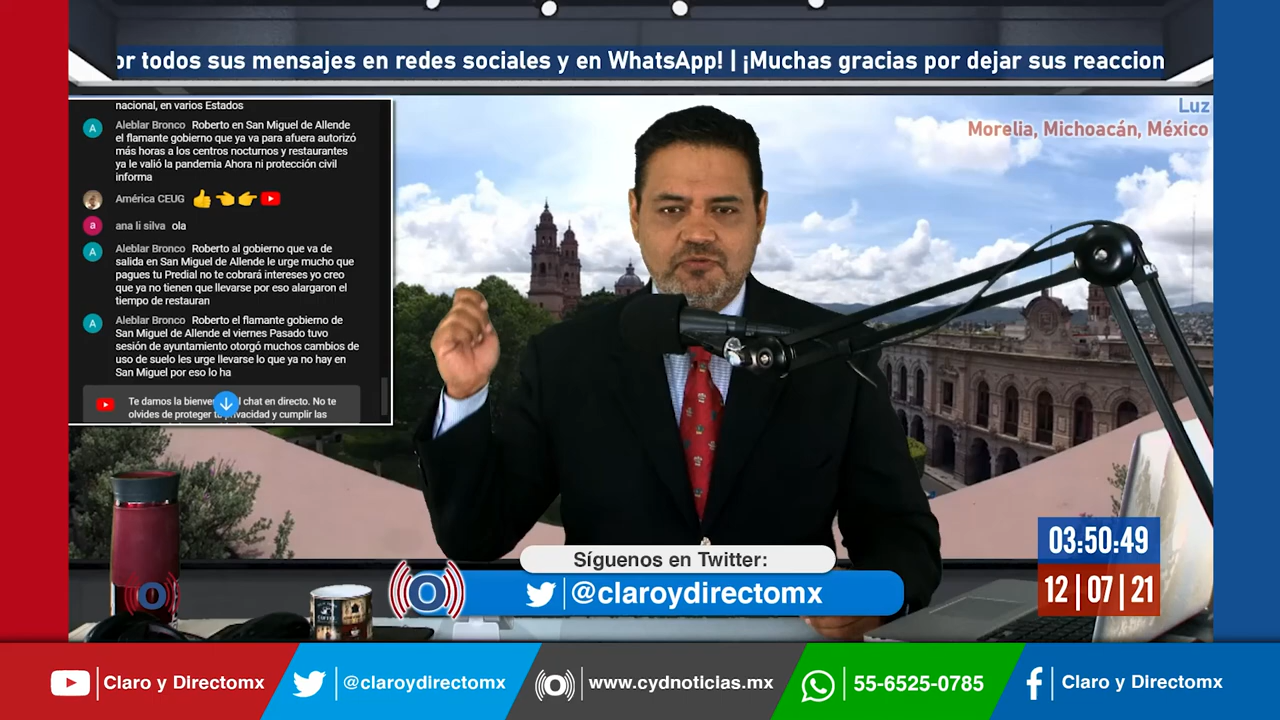 or todos sus mensajes en redes sociales y en WhatsApp! | ¡Muchas gracias por dejar sus reaccion
Luz
Morelia, Michoacán, México
nacional, en varios Estados
A Aleblar Bronco Roberto en San Miguel de Allende
el flamante gobierno que ya va para afuera autorizó
más horas a los centros nocturnos y restaurantes
ya le valió la pandemia Ahora ni protección civil
informa
América CEUG 👍👈👉
a ana li silva ola
A Aleblar Bronco Roberto al gobierno que va de
salida en San Miguel de Allende le urge mucho que
pagues tu Predial no te cobrará intereses yo creo
que ya no tienen que llevarse por eso alargaron el
tiempo de restauran
A Aleblar Bronco Roberto el flamante gobierno de
San Miguel de Allende el viernes Pasado tuvo
sesión de ayuntamiento otorgó muchos cambios de
uso de suelo les urge llevarse lo que ya no hay en
San Miguel por eso lo ha
Te damos la chat en directo. No te
olvides de proteger privacidad y cumplir las
03:50:49
12 | 07 | 21
Síguenos en Twitter:
@claroydirectomx
Claro y Directomx
@claroydirectomx
www.cydnoticias.mx
55-6525-0785
Claro y Directomx